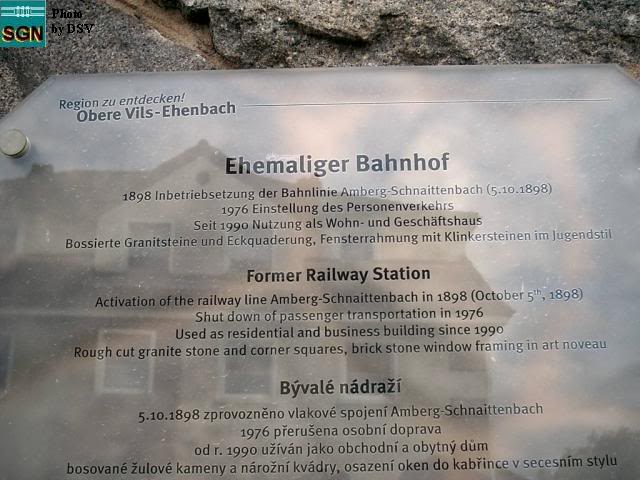 SGN
Photo
by DSV
Region zu entdecken!
Obere Vils-Ehenbach
Ehemaliger Bahnhof
1898 Inbetriebsetzung der Bahnlinie Amberg-Schnaittenbach (5.10.1898)
1976 Einstellung des Personenverkehrs
Seit 1990 Nutzung als Wohn- und Geschäftshaus
Bossierte Granitsteine und Eckquaderung, Fensterrahmung mit Klinkersteinen im Jugendstil
Former Railway Station
Activation of the railway line Amberg-Schnaittenbach in 1898 (October 5th, 1898)
Shut down of passenger transportation in 1976
Used as residential and business building since 1990
Rough cut granite stone and corner squares, brick stone window framing in art noveau
Bývalé nádraží
5.10.1898 zprovozněno vlakové spojení Amberg-Schnaittenbach
1976 přerušena osobní doprava
od r. 1990 užíván jako obchodní a obytný dům
bosované žulové kameny a nárožní kvádry, osazení oken do kabřince v secesním stylu